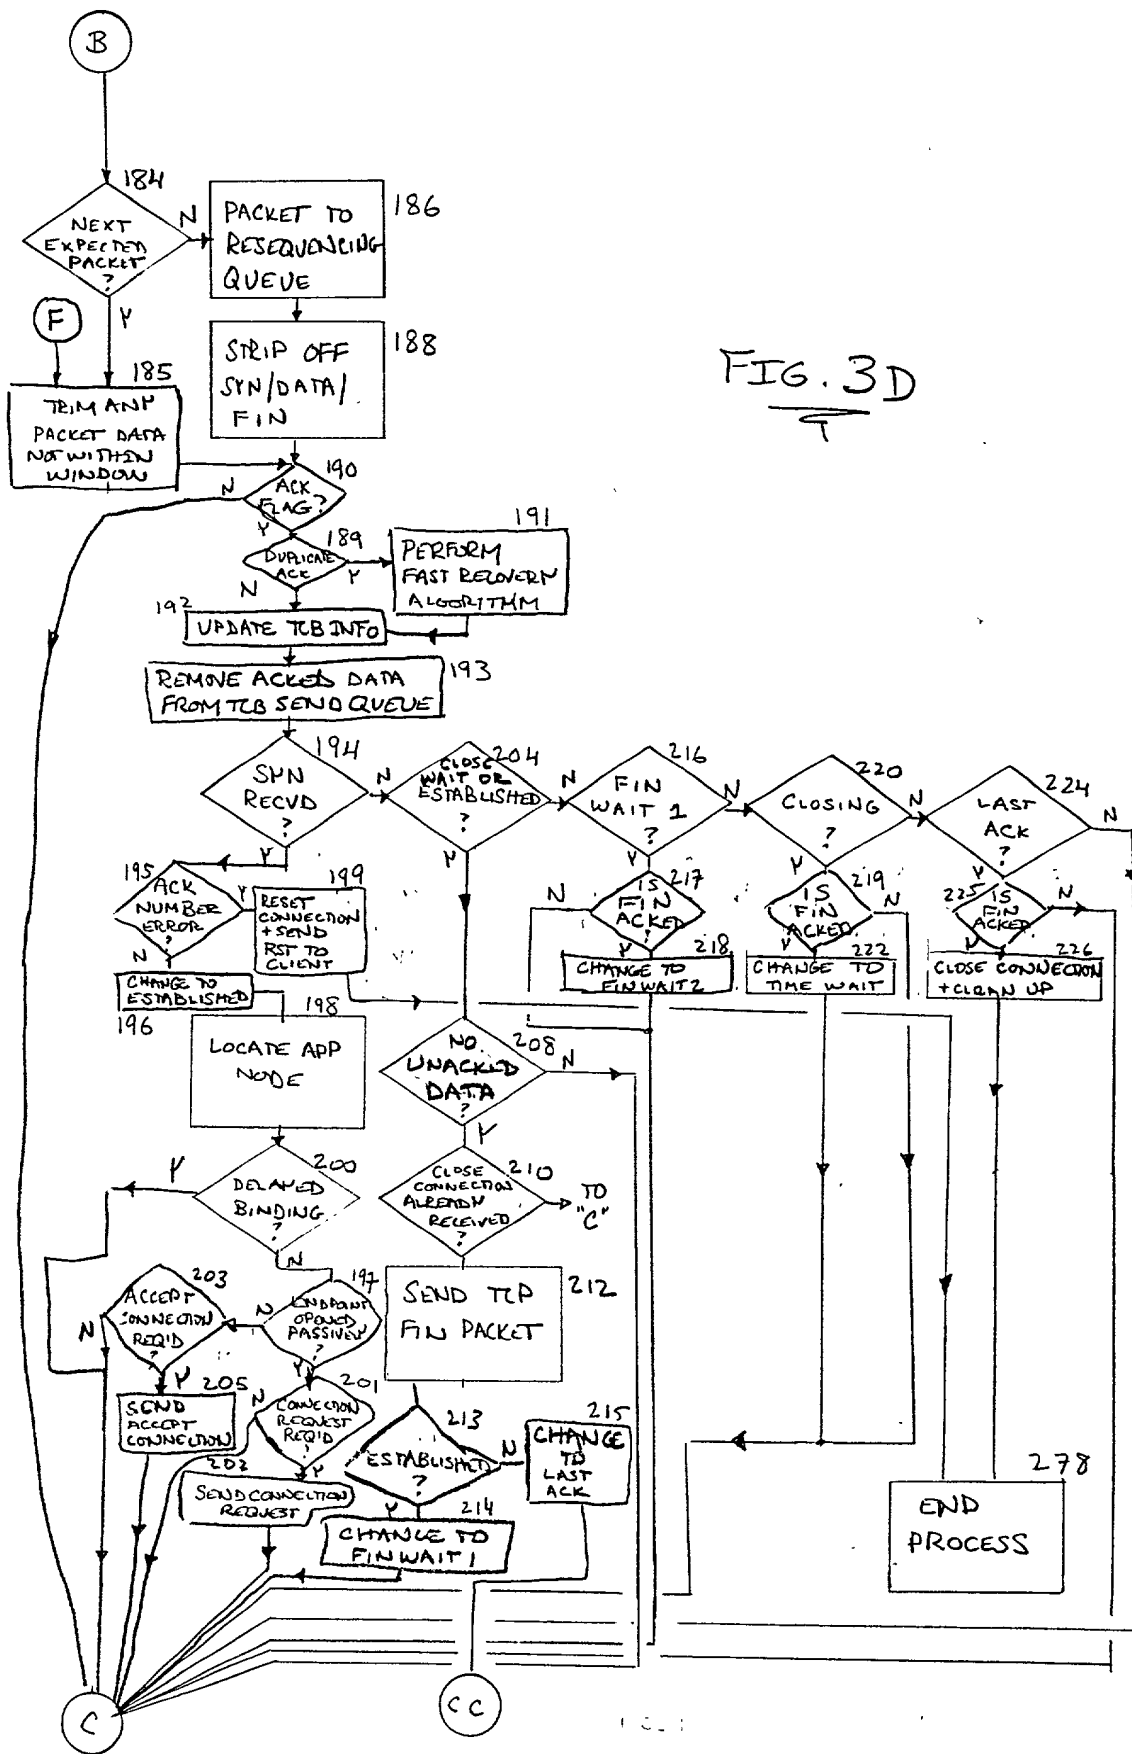 B
184
NEXT
EXPECTED
PACKET
?
N
Y
PACKET TO
RESEQUENCING
QUEUE
186
F
185
TRIM ANY
PACKET DATA
NOT WITHIN
WINDOW
STRIP OFF
SYN/DATA/
FIN
188
FIG. 3D
190
ACK
FLAG?
N
Y
189
DUPLICATE
ACK
Y
N
191
PERFORM
FAST RECOVERY
ALGORITHM
192
UPDATE TCB INFO
REMOVE ACKED DATA
FROM TCB SEND QUEUE
193
194
SYN
RECVD
?
N
Y
204
CLOSE
WAIT OR
ESTABLISHED
?
N
Y
216
FIN
WAIT 1
?
N
Y
220
CLOSING
?
N
Y
224
LAST
ACK
?
N
Y
195
ACK
NUMBER
ERROR
?
Y
N
199
RESET
CONNECTION
+ SEND
RST TO
CLIENT
217
IS
FIN
ACKED
?
N
Y
218
CHANGE TO
FIN WAIT 2
219
IS
FIN
ACKED
N
Y
222
CHANGE TO
TIME WAIT
225
IS
FIN
ACKED
N
Y
226
CLOSE CONNECTION
+ CLEAN UP
CHANGE TO
ESTABLISHED
196
198
LOCATE APP
NODE
208
NO
UNACKED
DATA
?
N
Y
200
DELAYED
BINDING
?
Y
N
210
CLOSE
CONNECTION
ALREADY
RECEIVED
?
TO
"C"
203
ACCEPT
CONNECTION
REQ'D
?
N
Y
197
ENDPOINT
OPENED
PASSIVELY
?
N
Y
SEND TCP
FIN PACKET
212
205
SEND
ACCEPT
CONNECTION
201
CONNECTION
REQUEST
REQ'D
?
N
Y
202
SEND CONNECTION
REQUEST
213
ESTABLISHED
?
N
Y
215
CHANGE
TO
LAST
ACK
214
CHANGE TO
FIN WAIT 1
278
END
PROCESS
C
CC